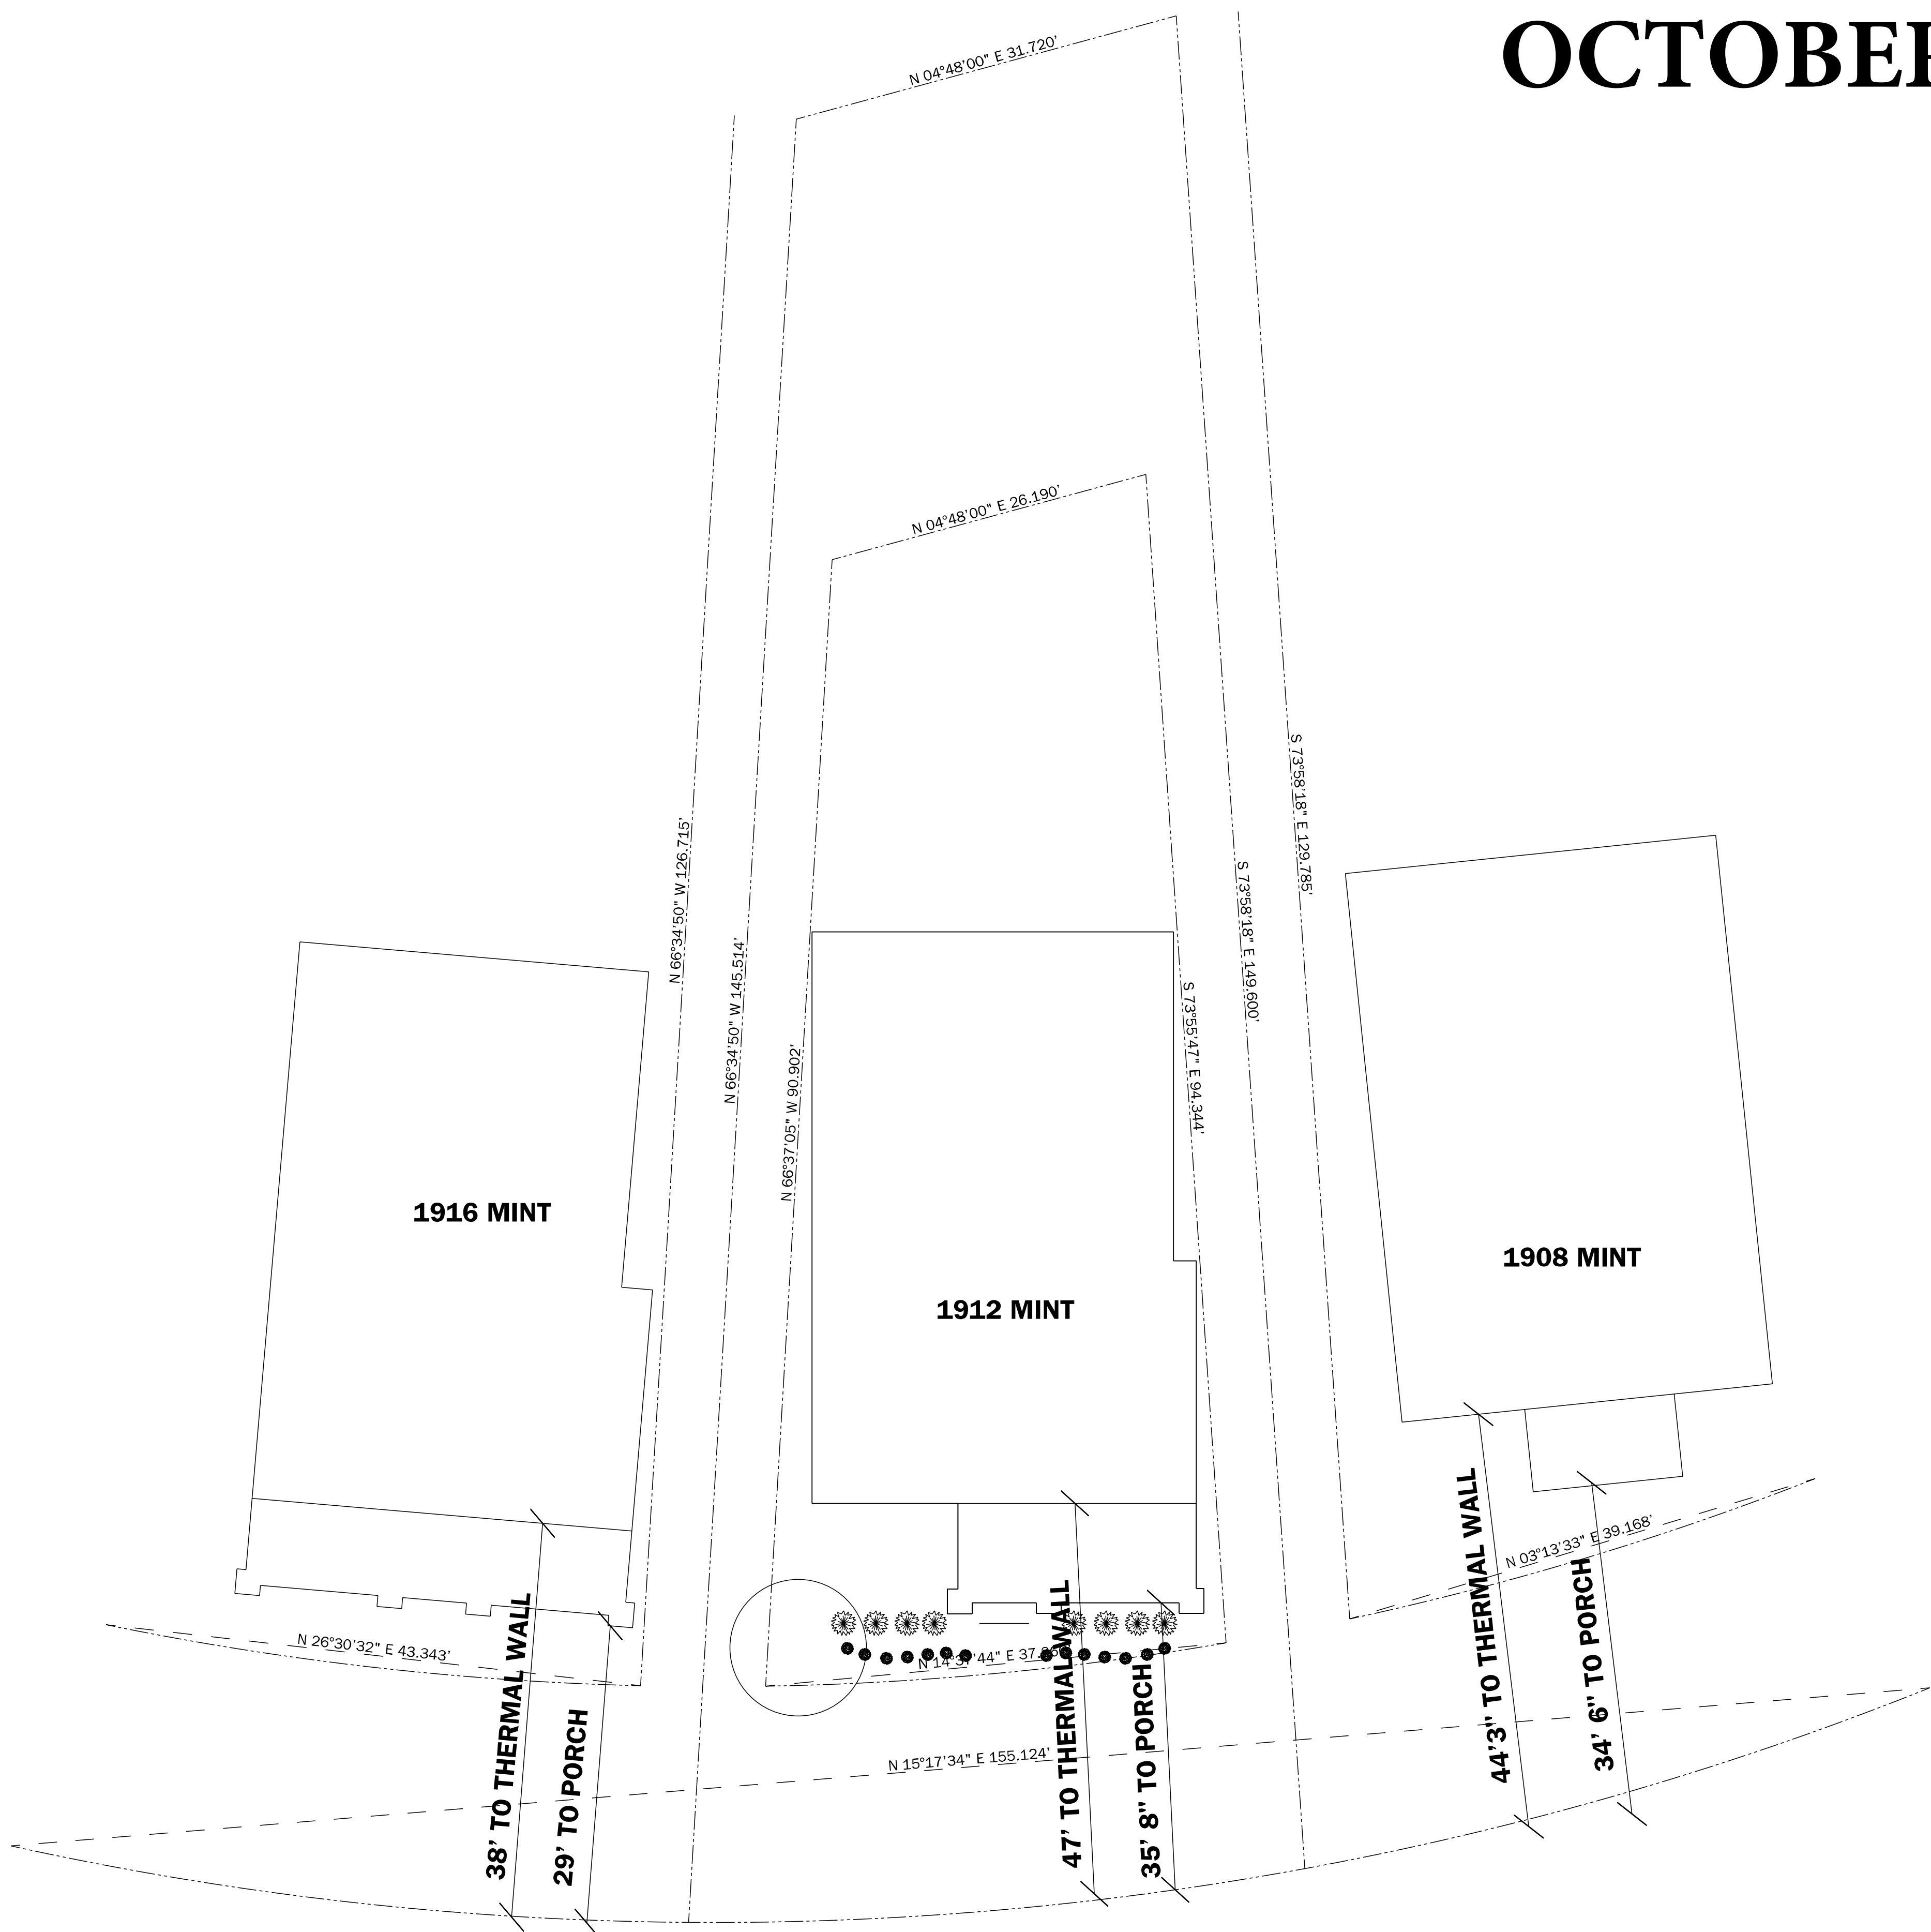 OCTOBER
N 04°48'00" E 31.720'
N 04°48'00" E 26.190'
N 66°34'50" W 126.715'
N 66°34'50" W 145.514'
N 66°37'05" W 90.902'
S 73°55'47" E 94.344'
S 73°58'18" E 149.600'
S 73°58'18" E 129.785'
1916 MINT
1912 MINT
1908 MINT
N 26°30'32" E 43.343'
N 14°37'44" E
N 03°13'33" E 39.168'
N 15°17'34" E 155.124'
38' TO THERMAL WALL
29' TO PORCH
47' TO THERMAL WALL
35' 8" TO PORCH
44'3" TO THERMAL WALL
34' 6" TO PORCH